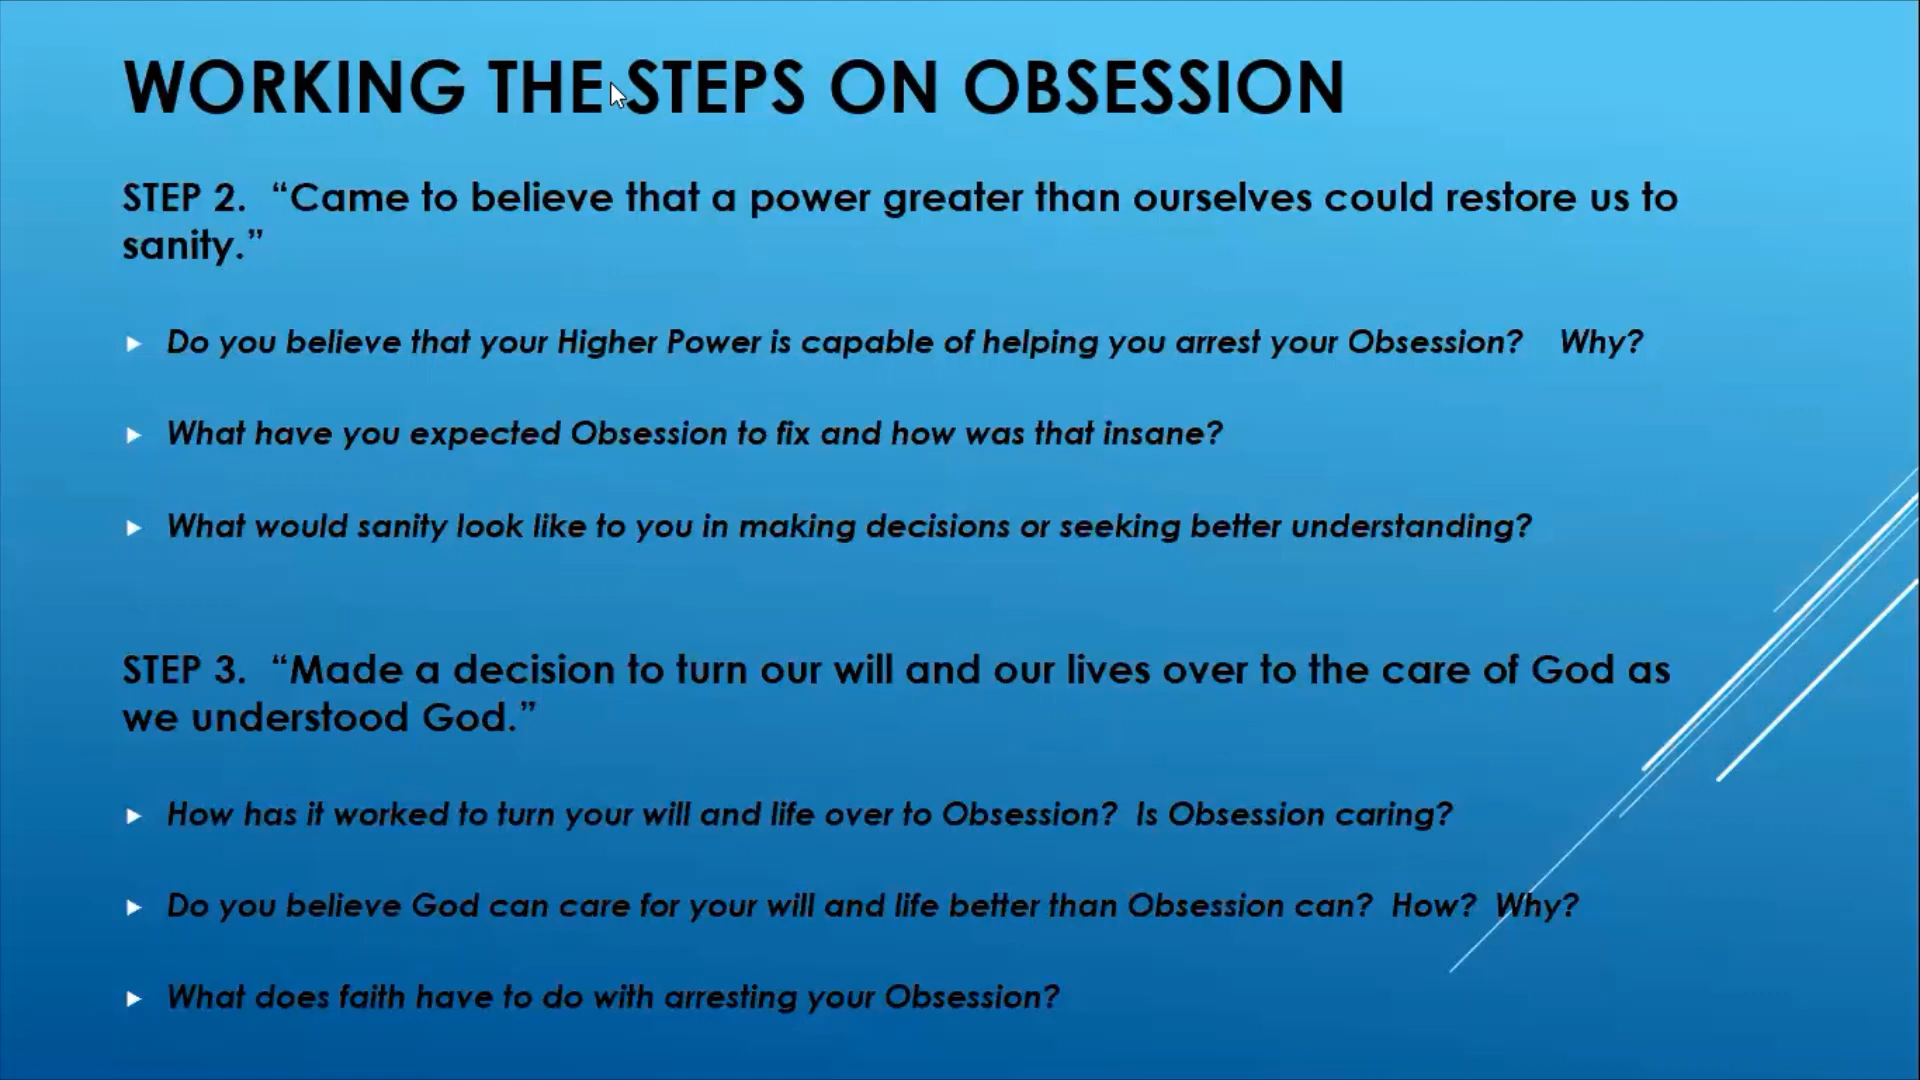 WORKING THE STEPS ON OBSESSION
STEP 2.  “Came to believe that a power greater than ourselves could restore us to
sanity.”
Do you believe that your Higher Power is capable of helping you arrest your Obsession?    Why?
What have you expected Obsession to fix and how was that insane?
What would sanity look like to you in making decisions or seeking better understanding?
STEP 3.  “Made a decision to turn our will and our lives over to the care of God as
we understood God.”
How has it worked to turn your will and life over to Obsession?  Is Obsession caring?
Do you believe God can care for your will and life better than Obsession can?  How?  Why?
What does faith have to do with arresting your Obsession?